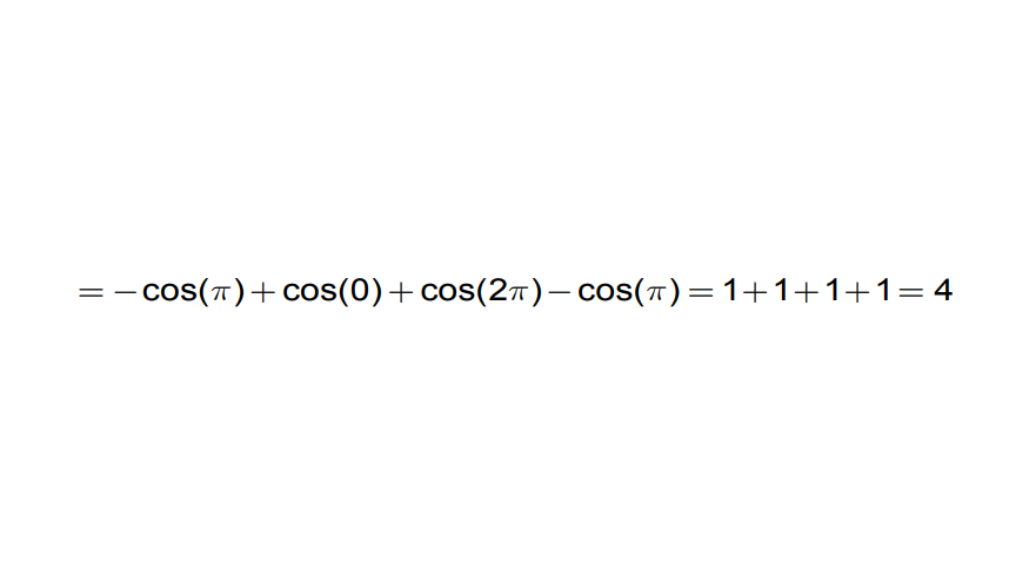 = − cos(π) + cos(0) + cos(2π) − cos(π) = 1+1+1+1 = 4